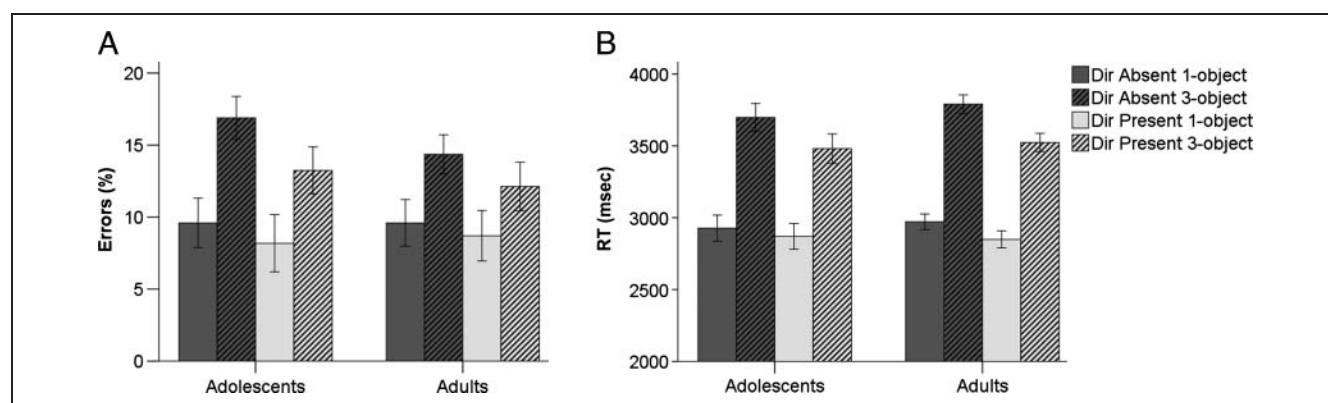 A
Errors (%)
20
15
10
5
0
Adolescents
Adults
B
RT (msec)
4000
3500
3000
2500
2000
Adolescents
Adults
Dir Absent 1-object
Dir Absent 3-object
Dir Present 1-object
Dir Present 3-object